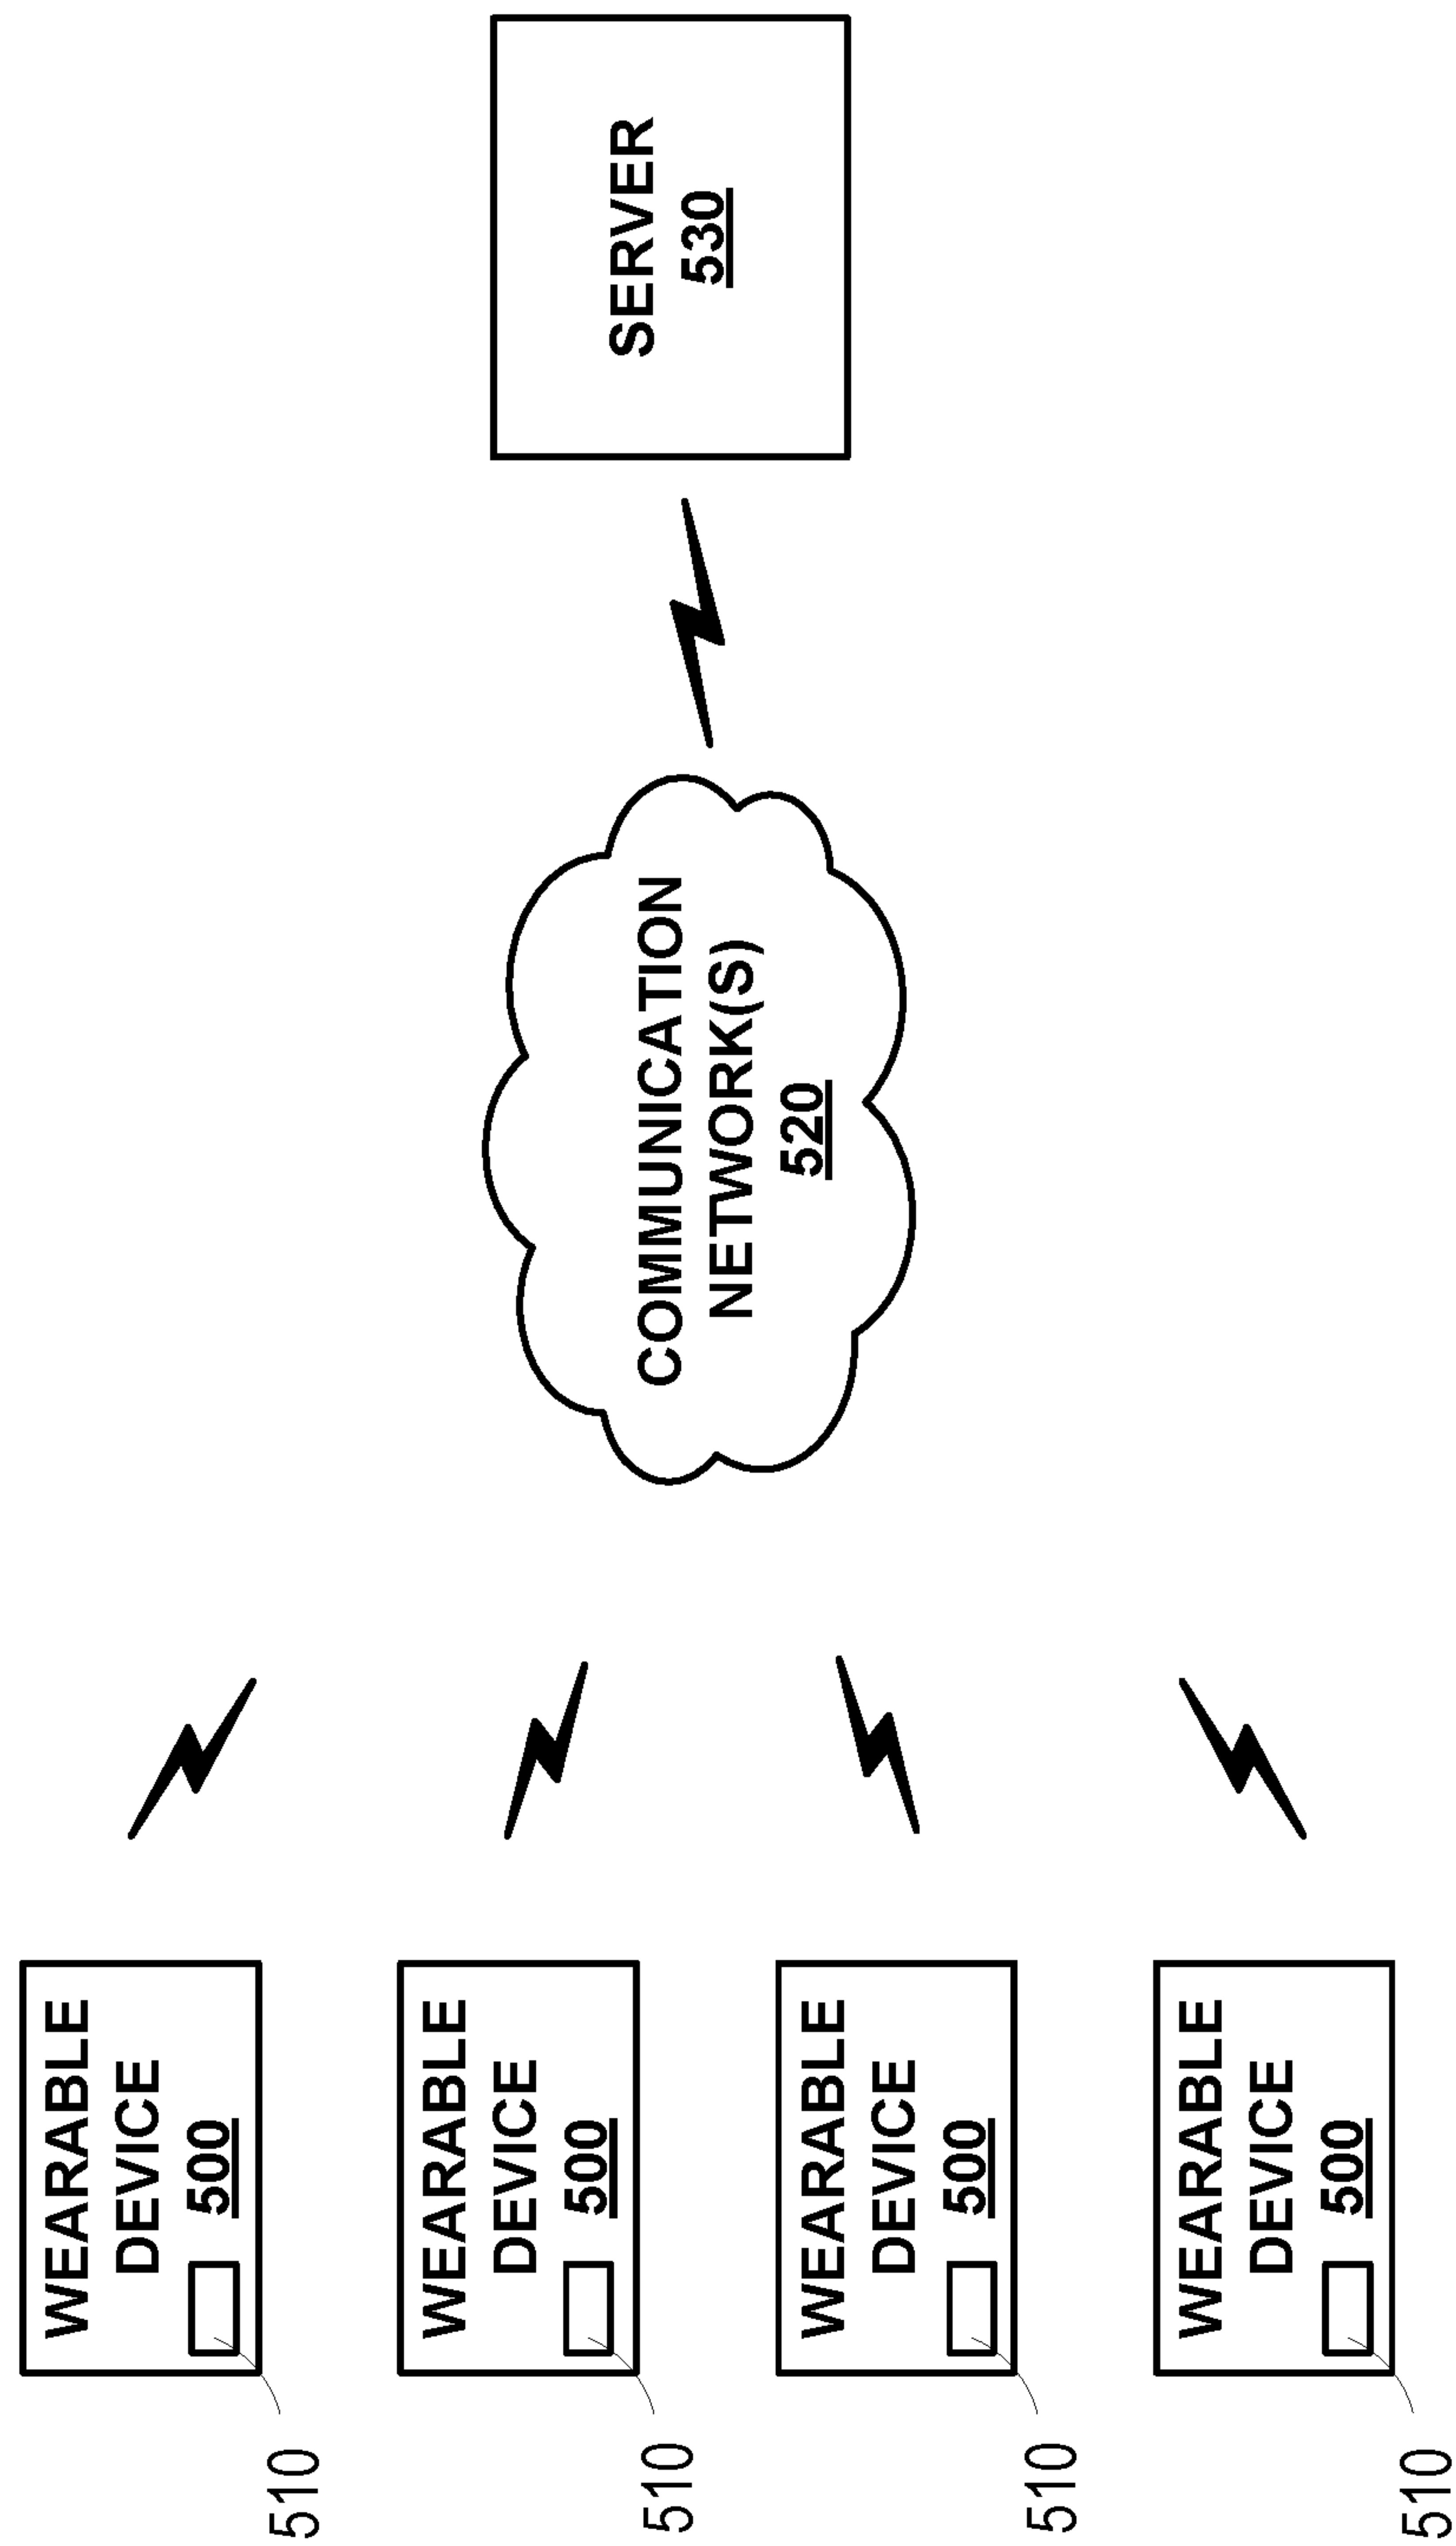 WEARABLE
DEVICE
500
510
WEARABLE
DEVICE
500
510
WEARABLE
DEVICE
500
510
WEARABLE
DEVICE
500
510
COMMUNICATION
NETWORK(S)
520
SERVER
530